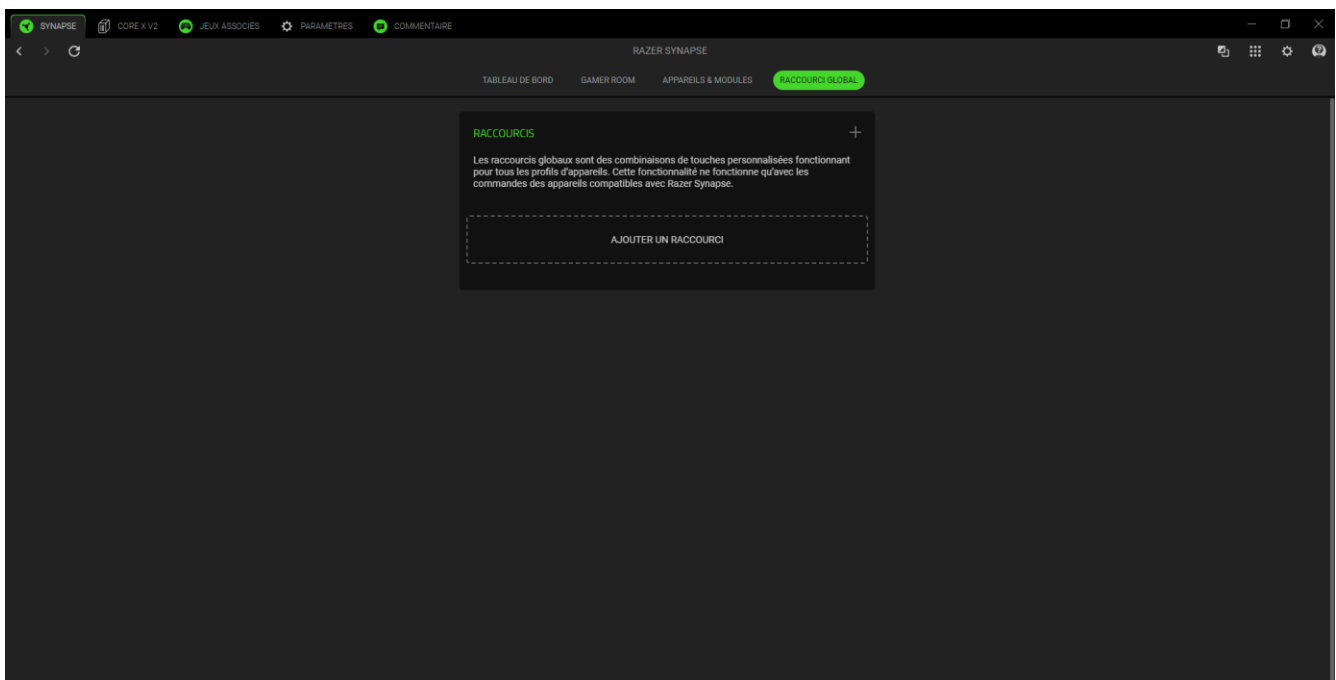 SYNAPSE CORE X V2 JEUX ASSOCIÉS PARAMÈTRES COMMENTAIRE
RAZER SYNAPSE
TABLEAU DE BORD GAMER ROOM APPAREILS & MODULES RACCOURCI GLOBAL
RACCOURCIS
Les raccourcis globaux sont des combinaisons de touches personnalisées fonctionnant
pour tous les profils d'appareils. Cette fonctionnalité ne fonctionne qu'avec les
commandes des appareils compatibles avec Razer Synapse.
AJOUTER UN RACCOURCI